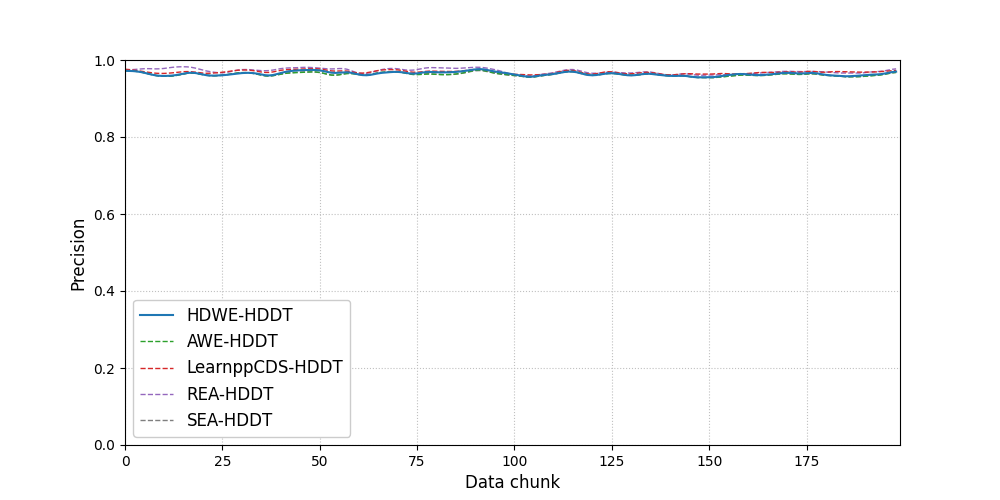 1.0
0.8
0.6
0.4
0.2
0.0
Precision
HDWE-HDDT
AWE-HDDT
LearnppCDS-HDDT
REA-HDDT
SEA-HDDT
0 25 50 75 100 125 150 175
Data chunk